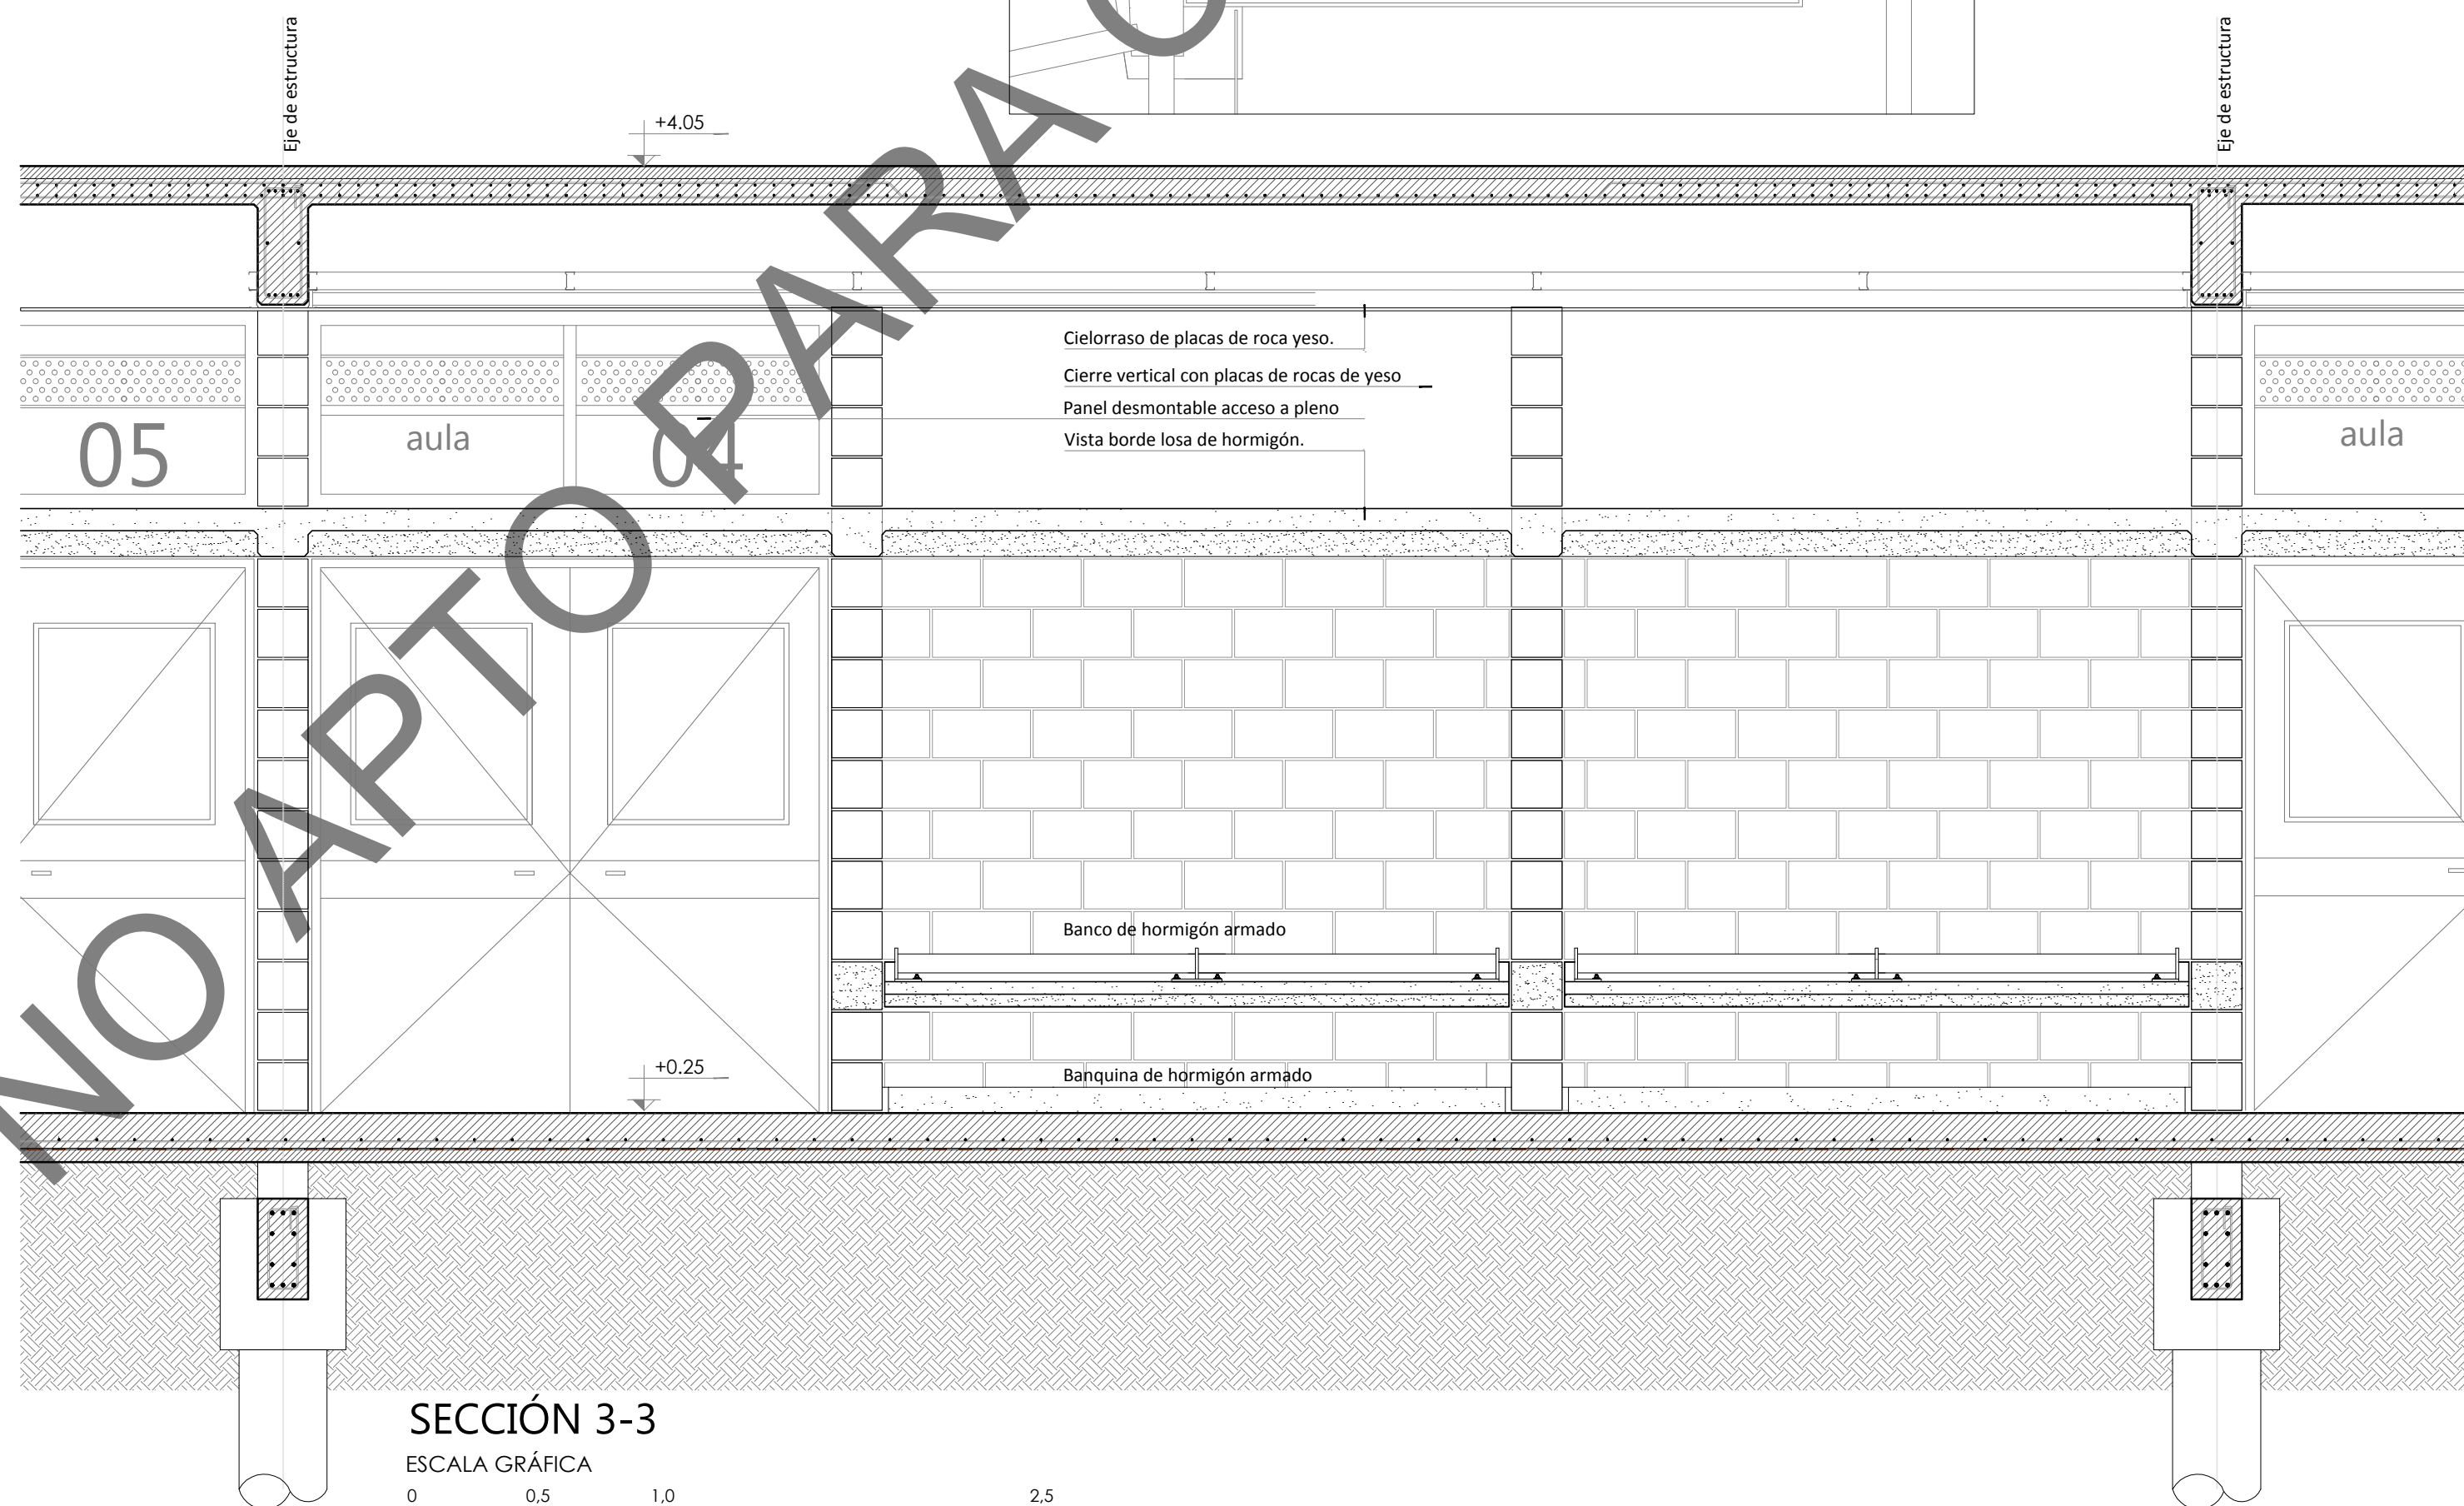 Eje de estructura
Eje de estructura
+4.05
Cielorraso de placas de roca yeso.
Cierre vertical con placas de rocas de yeso
Panel desmontable acceso a pleno
Vista borde losa de hormigón.
05
aula
04
aula
Banco de hormigón armado
+0.25
Banquina de hormigón armado
NO APTO PARA
SECCIÓN 3-3
ESCALA GRÁFICA
0 0,5 1,0 2,5